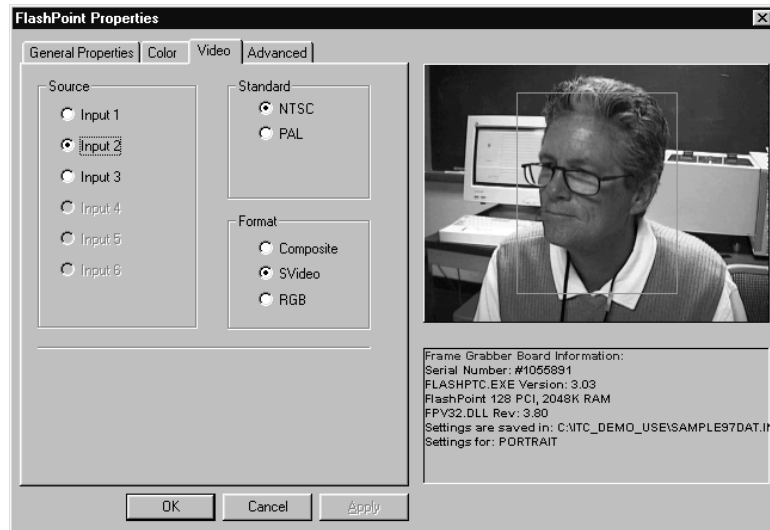 FlashPoint Properties
General Properties Color Video Advanced
Source
Input 1
Input 2
Input 3
Input 4
Input 5
Input 6
Standard
NTSC
PAL
Format
Composite
SVideo
RGB
Frame Grabber Board Information:
Serial Number: #1055891
FLASHPTC.EXE Version: 3.03
FlashPoint 128 PCI, 2048K RAM
FPV32.DLL Rev: 3.80
Settings are saved in: C:\ITC_DEMO_USE\SAMPLE97DAT.IN
Settings for: PORTRAIT
OK Cancel Apply